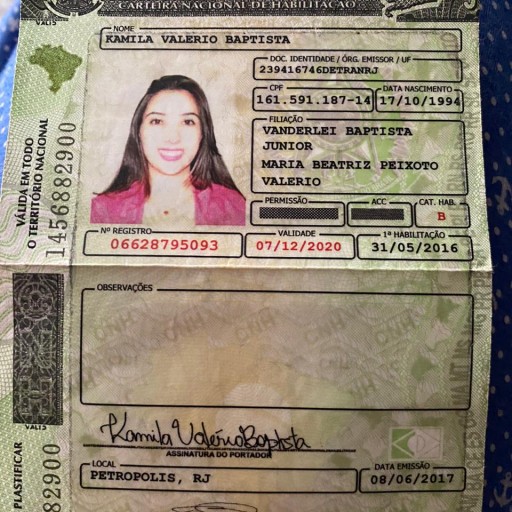 CARTEIRA NACIONAL DE HABILITAÇÃO
VALIS
NOME
KAMILA VALERIO BAPTISTA
DOC. IDENTIDADE / ÓRG. EMISSOR / UF
239416746DETRANRJ
CPF
161.591.187-14
DATA NASCIMENTO
17/10/1994
FILIAÇÃO
VANDERLEI BAPTISTA
JUNIOR
MARIA BEATRIZ PEIXOTO
VALERIO
PERMISSÃO
ACC
CAT. HAB.
B
Nº REGISTRO
06628795093
VALIDADE
07/12/2020
1ª HABILITAÇÃO
31/05/2016
VÁLIDA EM TODO
O TERRITÓRIO NACIONAL
1456882900
OBSERVAÇÕES
VALIS
Kamila Valério Baptista
ASSINATURA DO PORTADOR
LOCAL
PETROPOLIS, RJ
DATA EMISSÃO
08/06/2017
PLASTIFICAR
82900